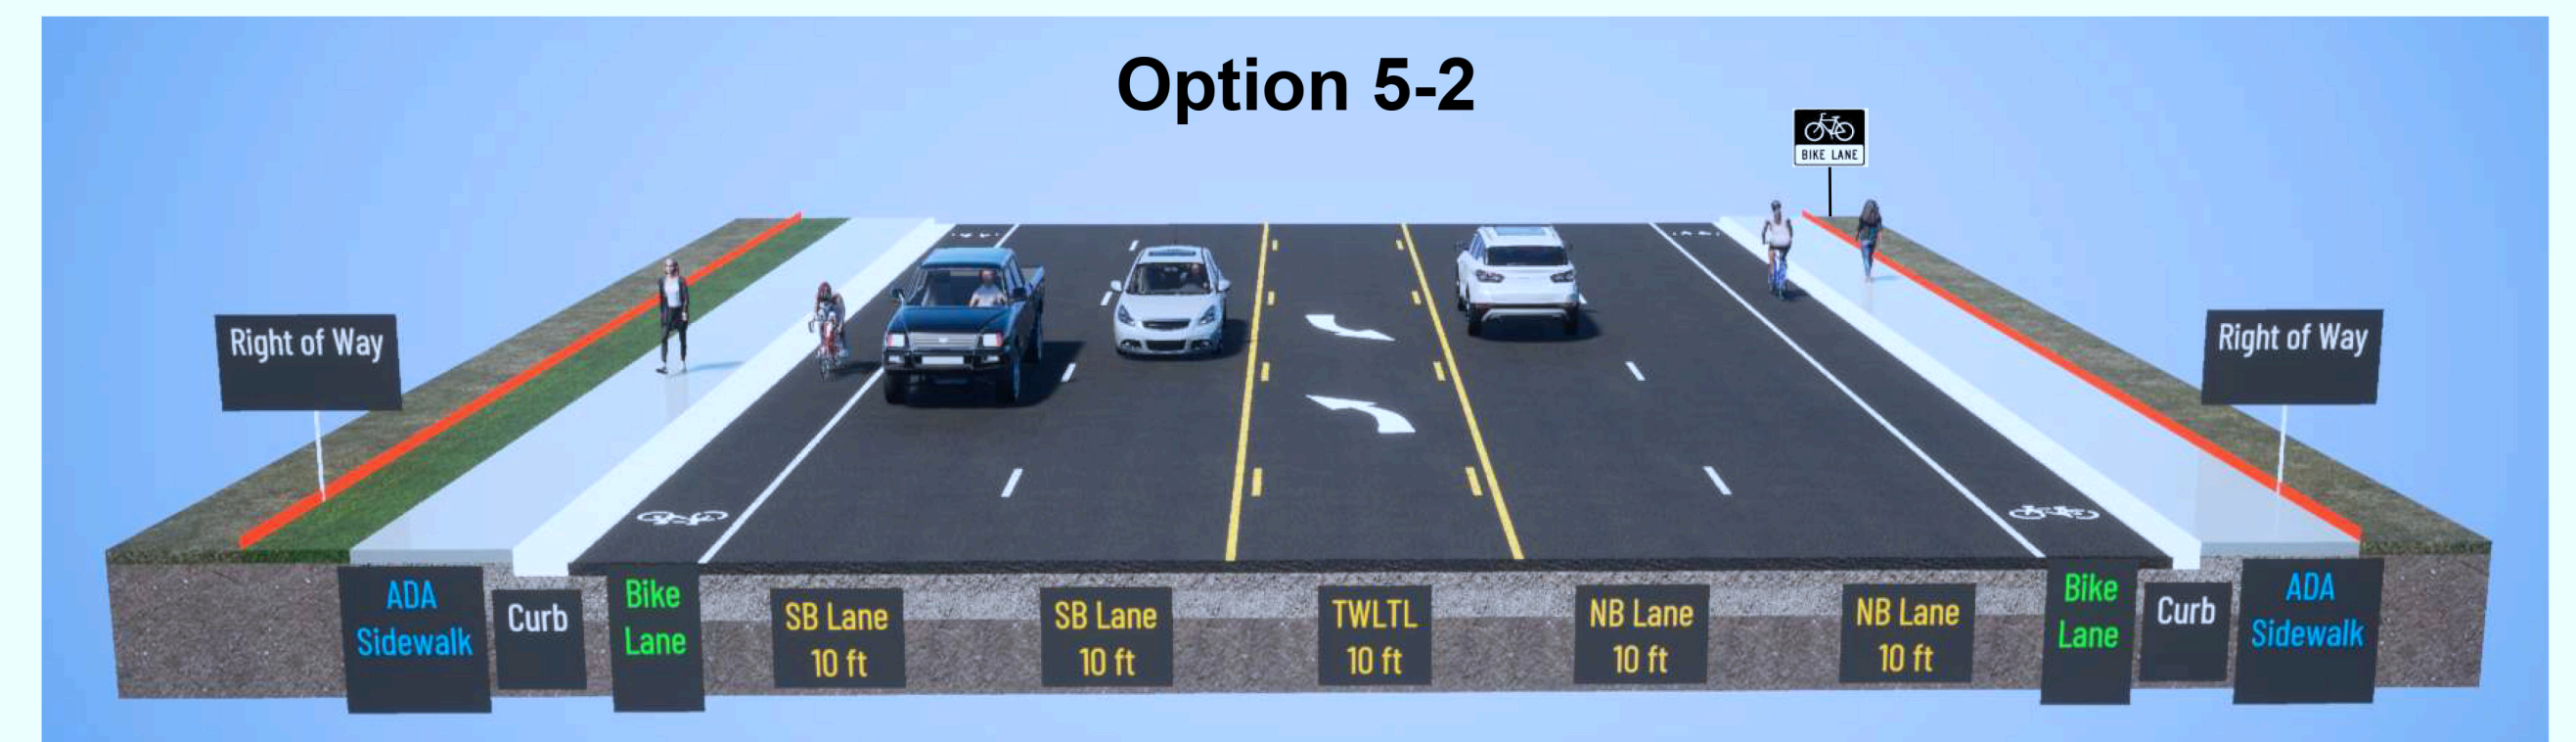 Option 5-2
BIKE LANE
Right of Way
Right of Way
ADA
Sidewalk
Curb
Bike
Lane
SB Lane
10 ft
SB Lane
10 ft
TWLTL
10 ft
NB Lane
10 ft
NB Lane
10 ft
Bike
Lane
Curb
ADA
Sidewalk